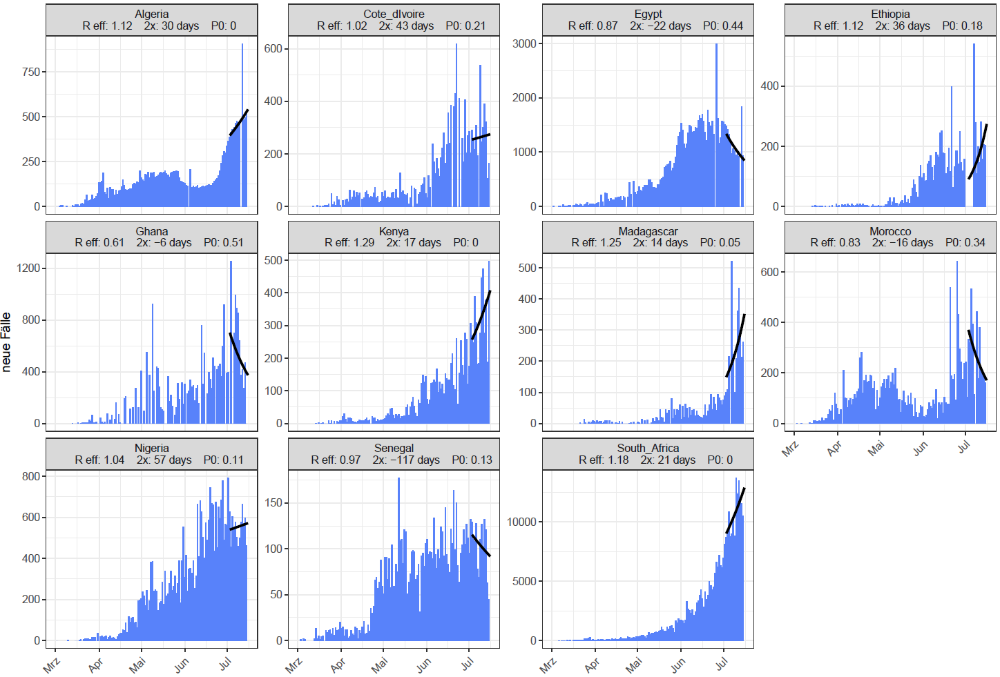 Algeria
R eff: 1.12 2x: 30 days P0: 0
Cote_dIvoire
R eff: 1.02 2x: 43 days P0: 0.21
Egypt
R eff: 0.87 2x: −22 days P0: 0.44
Ethiopia
R eff: 1.12 2x: 36 days P0: 0.18
750
500
250
0
600
400
200
0
3000
2000
1000
0
400
200
0
Ghana
R eff: 0.61 2x: −6 days P0: 0.51
Kenya
R eff: 1.29 2x: 17 days P0: 0
Madagascar
R eff: 1.25 2x: 14 days P0: 0.05
Morocco
R eff: 0.83 2x: −16 days P0: 0.34
neue Fälle
1200
800
400
0
500
400
300
200
100
0
500
400
300
200
100
0
600
400
200
0
Mrz
Apr
Mai
Jun
Jul
Nigeria
R eff: 1.04 2x: 57 days P0: 0.11
Senegal
R eff: 0.97 2x: −117 days P0: 0.13
South_Africa
R eff: 1.18 2x: 21 days P0: 0
800
600
400
200
0
150
100
50
0
10000
5000
0
Mrz
Apr
Mai
Jun
Jul
Mrz
Apr
Mai
Jun
Jul
Mrz
Apr
Mai
Jun
Jul